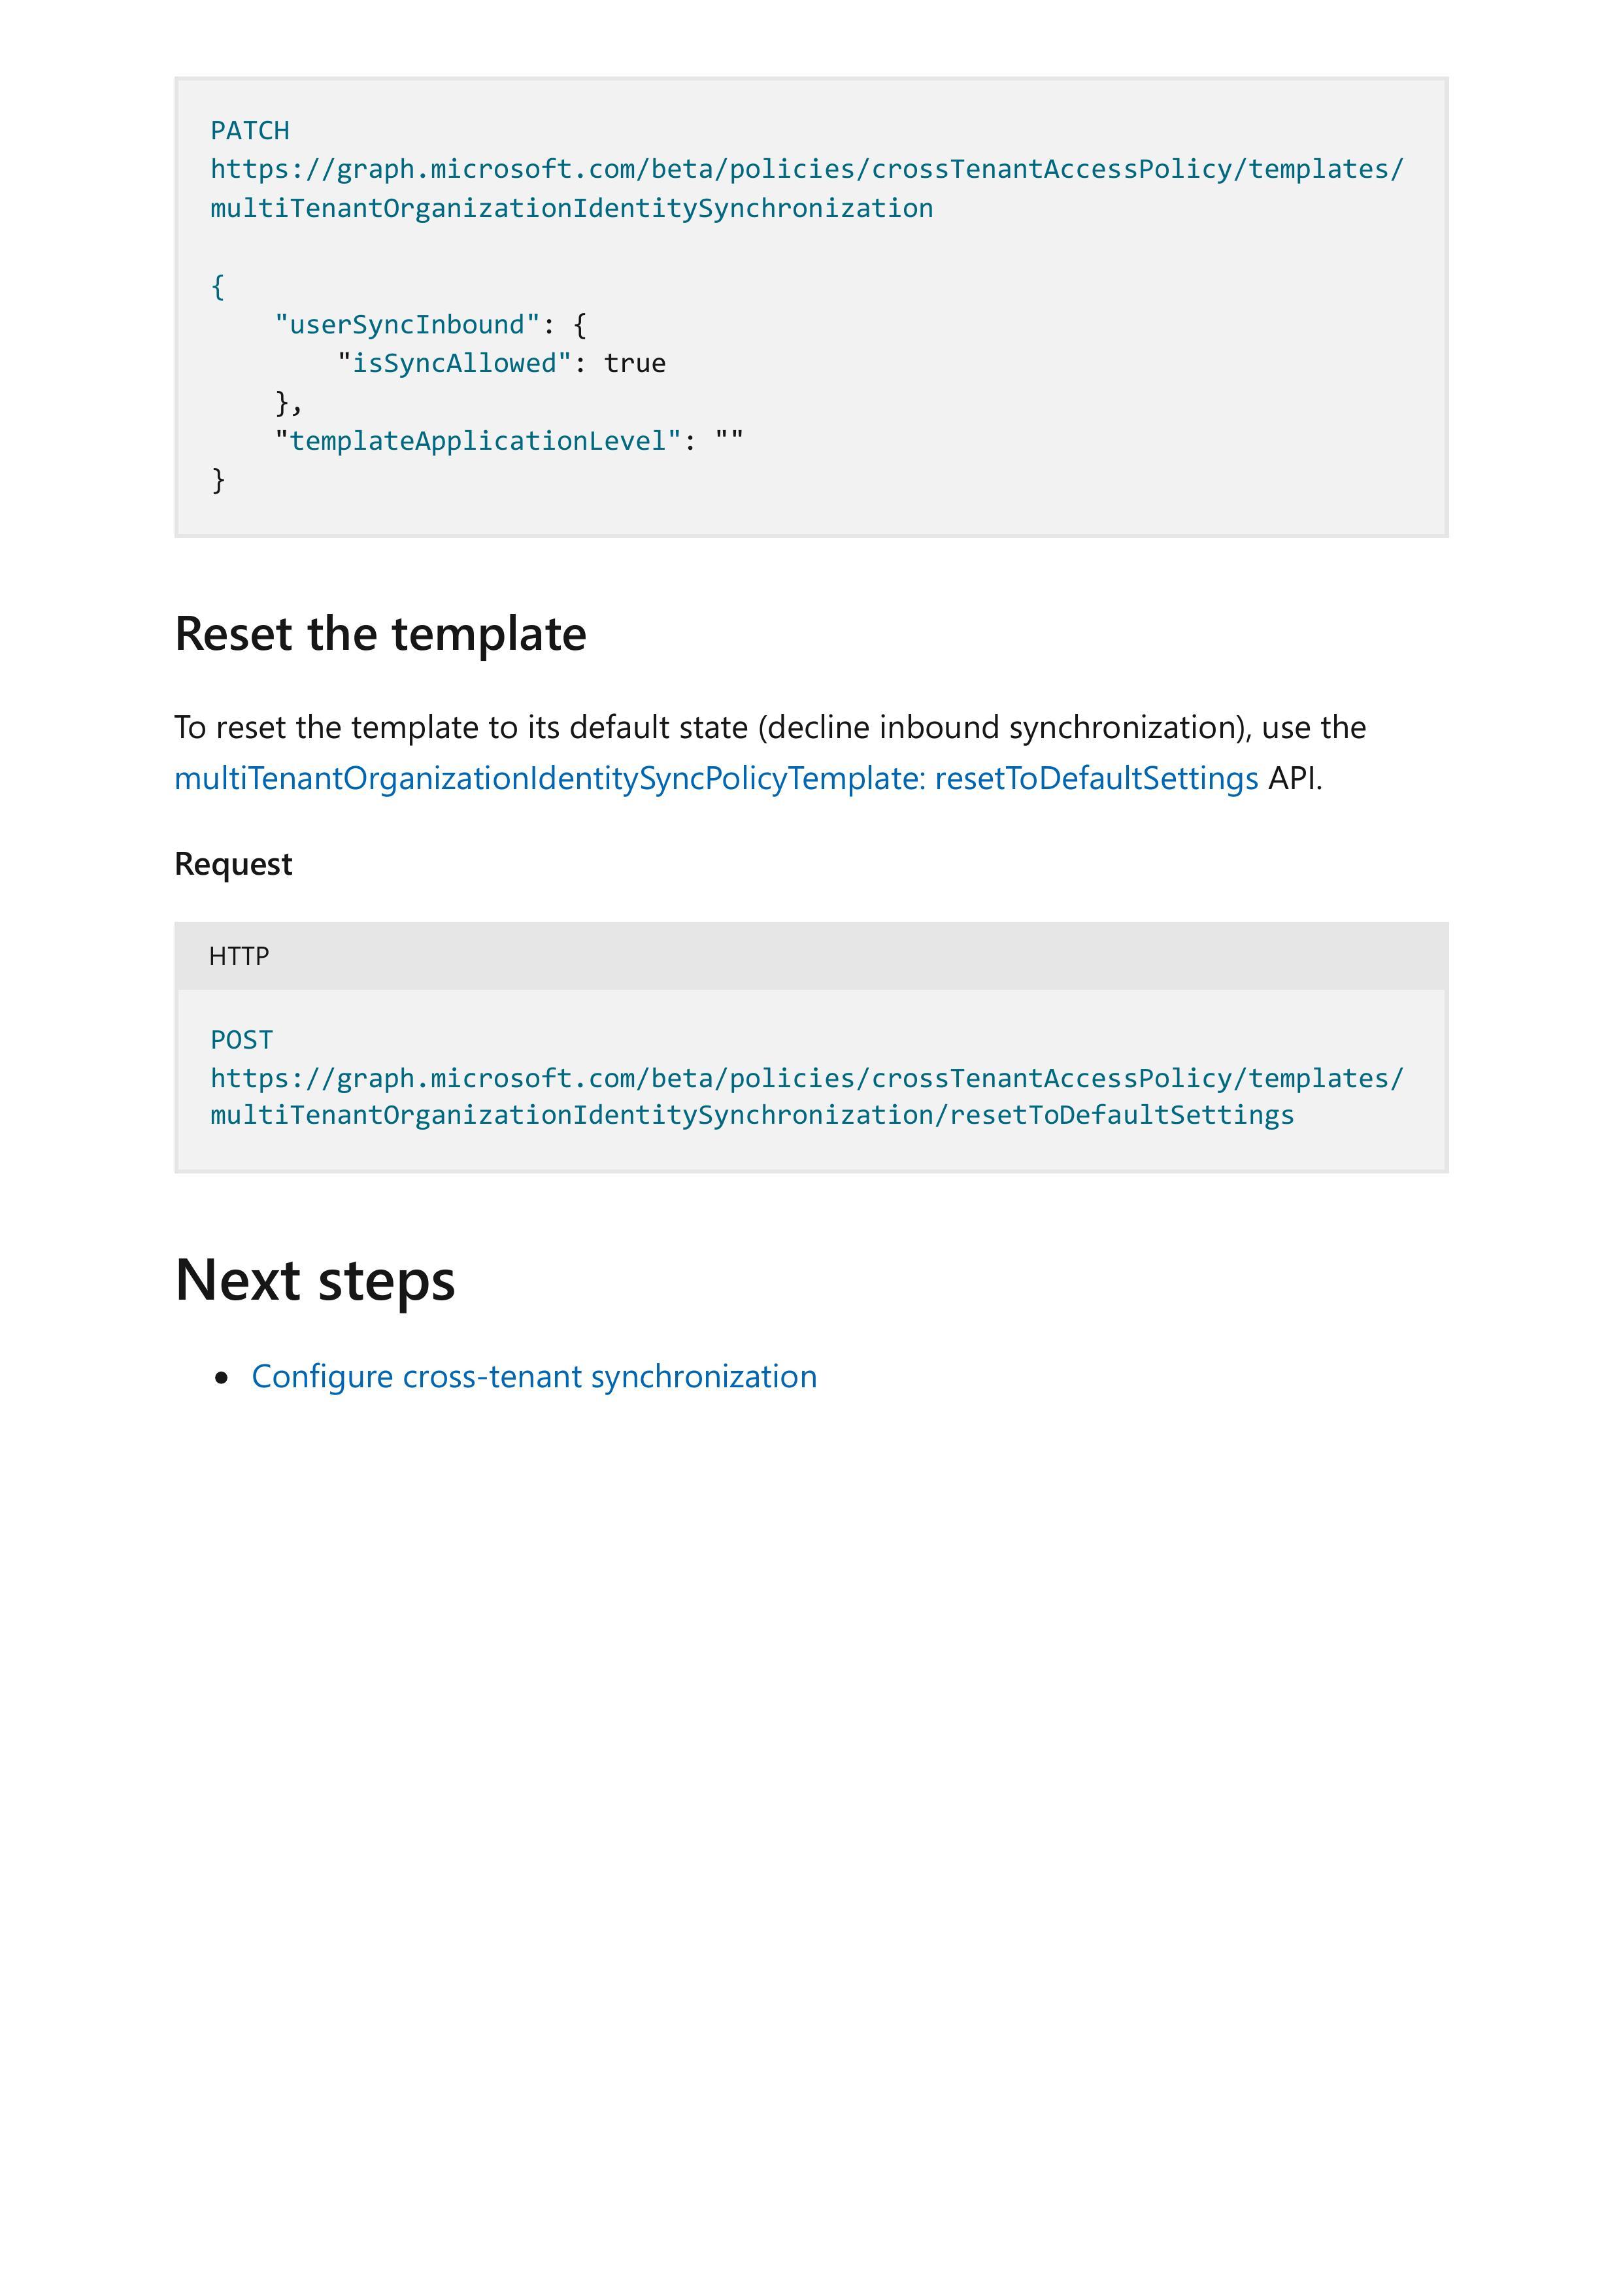 PATCH
https://graph.microsoft.com/beta/policies/crossTenantAccessPolicy/templates/
multiTenantOrganizationIdentitySynchronization
{
    "userSyncInbound": {
        "isSyncAllowed": true
    },
    "templateApplicationLevel": ""
}
Reset the template
To reset the template to its default state (decline inbound synchronization), use the
multiTenantOrganizationIdentitySyncPolicyTemplate: resetToDefaultSettings API.
Request
HTTP
POST
https://graph.microsoft.com/beta/policies/crossTenantAccessPolicy/templates/
multiTenantOrganizationIdentitySynchronization/resetToDefaultSettings
Next steps
• Configure cross-tenant synchronization